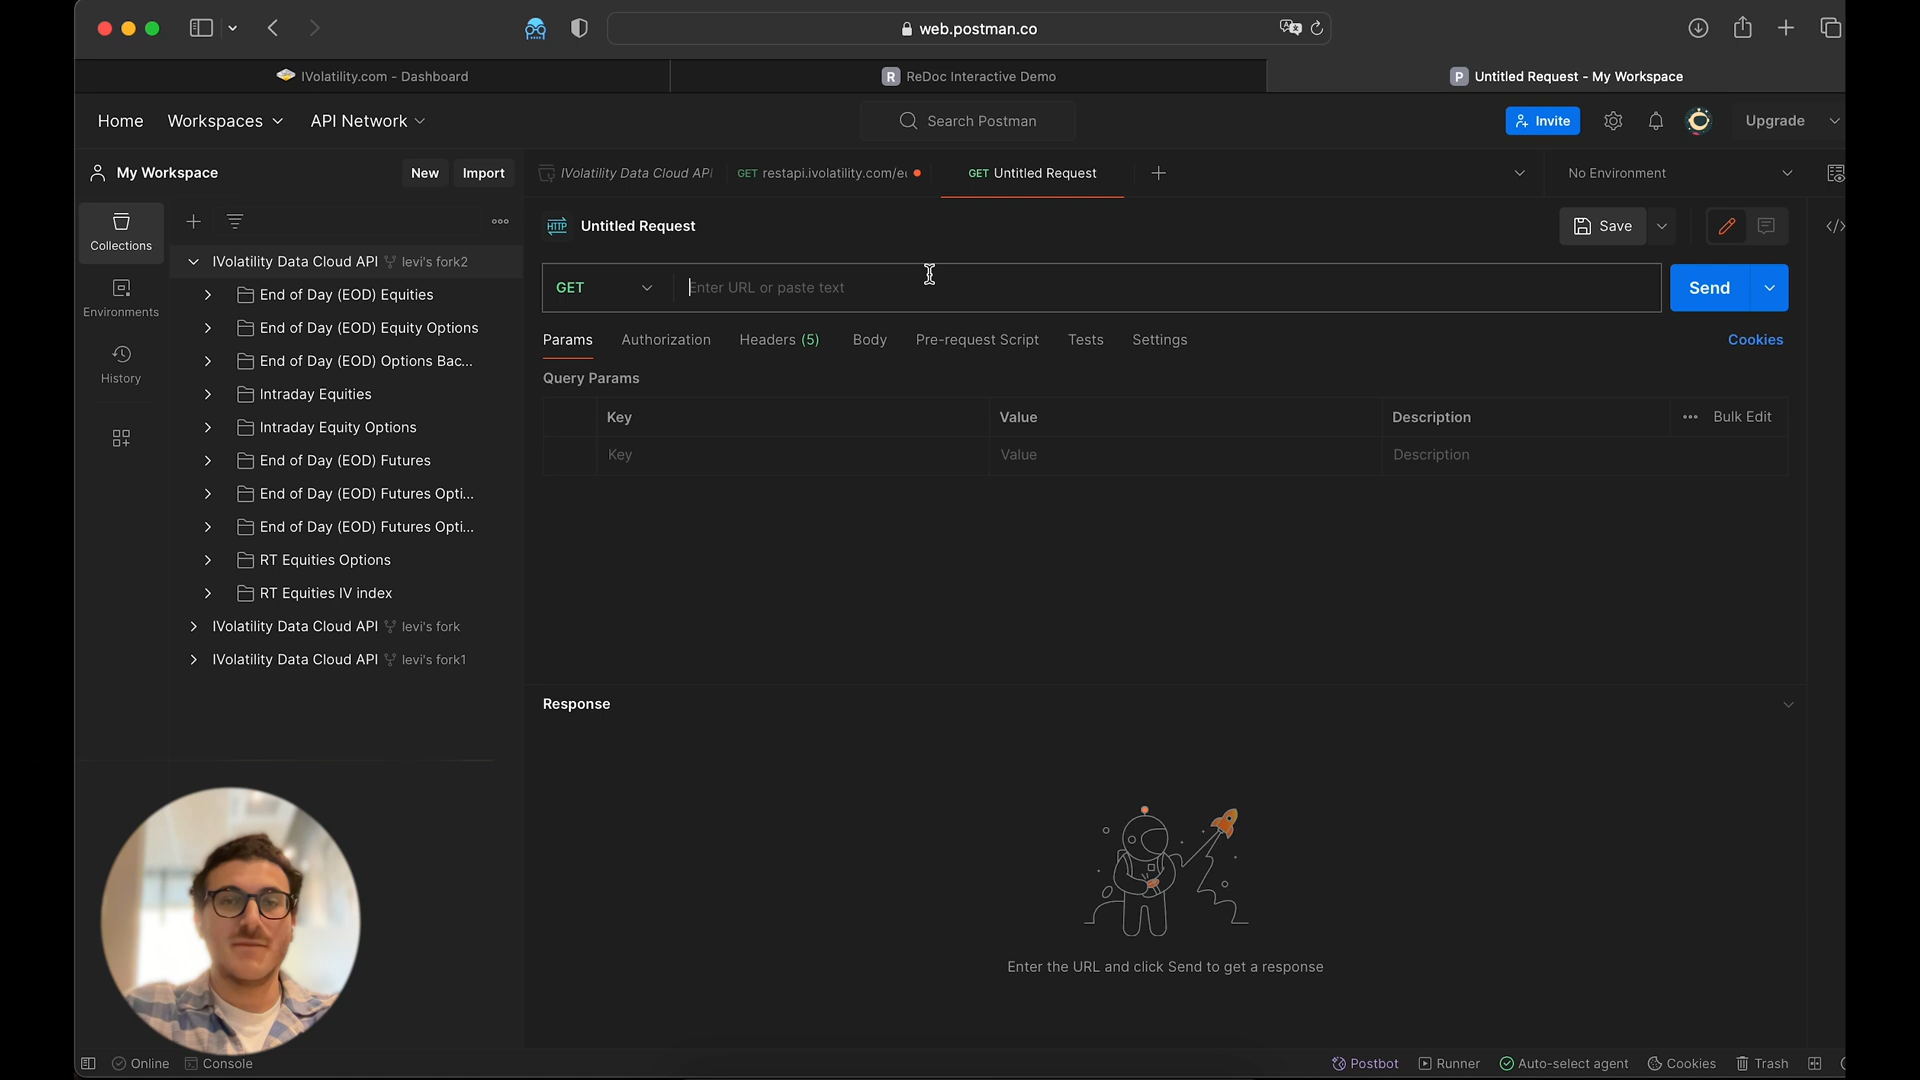 web.postman.co
IVolatility.com - Dashboard
R ReDoc Interactive Demo
P Untitled Request - My Workspace
Home Workspaces API Network
Search Postman
Invite
Upgrade
My Workspace
New Import
IVolatility Data Cloud API
GET restapi.ivolatility.com/e
GET Untitled Request
No Environment
Collections
Environments
History
IVolatility Data Cloud API levi's fork2
End of Day (EOD) Equities
End of Day (EOD) Equity Options
End of Day (EOD) Options Bac...
Intraday Equities
Intraday Equity Options
End of Day (EOD) Futures
End of Day (EOD) Futures Opti...
End of Day (EOD) Futures Opti...
RT Equities Options
RT Equities IV index
IVolatility Data Cloud API levi's fork
IVolatility Data Cloud API levi's fork1
HTTP Untitled Request
Save
</>
GET Enter URL or paste text
Send
Params Authorization Headers (5) Body Pre-request Script Tests Settings
Cookies
Query Params
Key Value Description ••• Bulk Edit
Key Value Description
Response
Enter the URL and click Send to get a response
Online Console
Postbot Runner Auto-select agent Cookies Trash